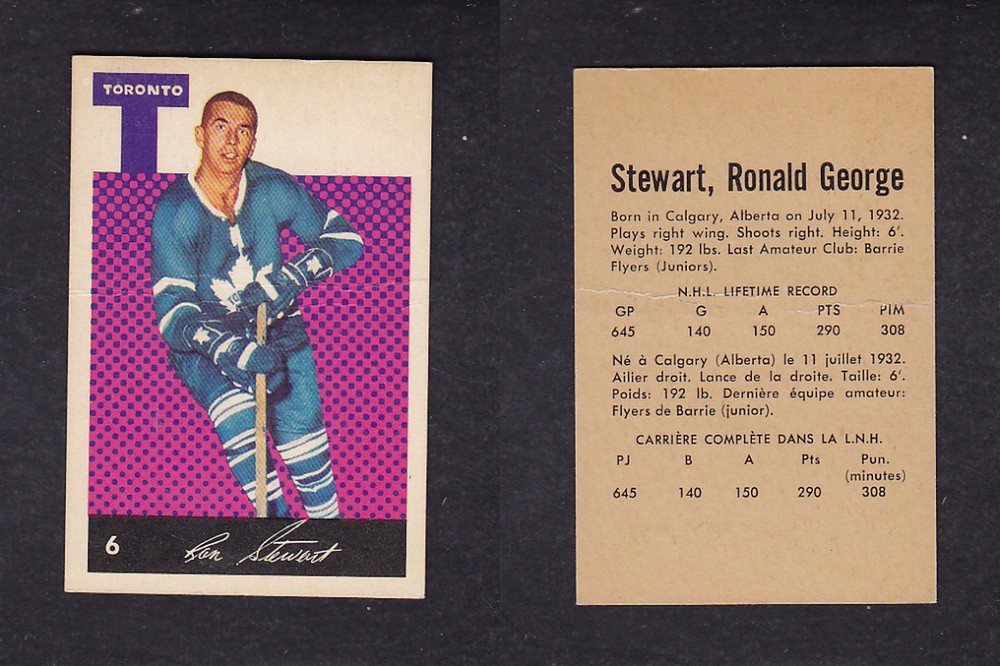 TORONTO
T
TO
6
Ron Stewart
Stewart, Ronald George
Born in Calgary, Alberta on July 11, 1932.
Plays right wing. Shoots right. Height: 6′.
Weight: 192 lbs. Last Amateur Club: Barrie
Flyers (Juniors).
N.H.L. LIFETIME RECORD
GP G A PTS PIM
645 140 150 290 308
Né à Calgary (Alberta) le 11 juillet 1932.
Ailier droit. Lance de la droite. Taille: 6′.
Poids: 192 lb. Dernière équipe amateur:
Flyers de Barrie (junior).
CARRIÈRE COMPLÈTE DANS LA L.N.H.
PJ B A Pts Pun.
(minutes)
645 140 150 290 308